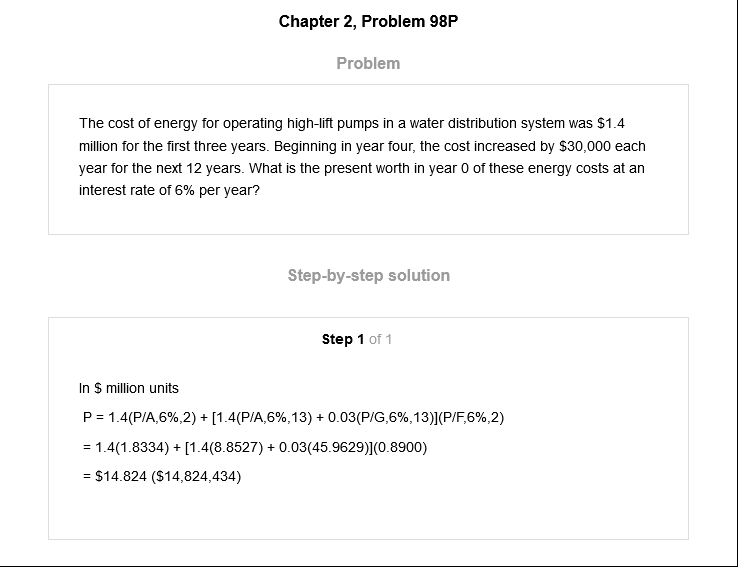 Chapter 2, Problem 98P
Problem
The cost of energy for operating high-lift pumps in a water distribution system was $1.4
million for the first three years. Beginning in year four, the cost increased by $30,000 each
year for the next 12 years. What is the present worth in year 0 of these energy costs at an
interest rate of 6% per year?
Step-by-step solution
Step 1 of 1
In $ million units
P = 1.4(P/A,6%,2) + [1.4(P/A,6%,13) + 0.03(P/G,6%,13)](P/F,6%,2)
= 1.4(1.8334) + [1.4(8.8527) + 0.03(45.9629)](0.8900)
= $14.824 ($14,824,434)